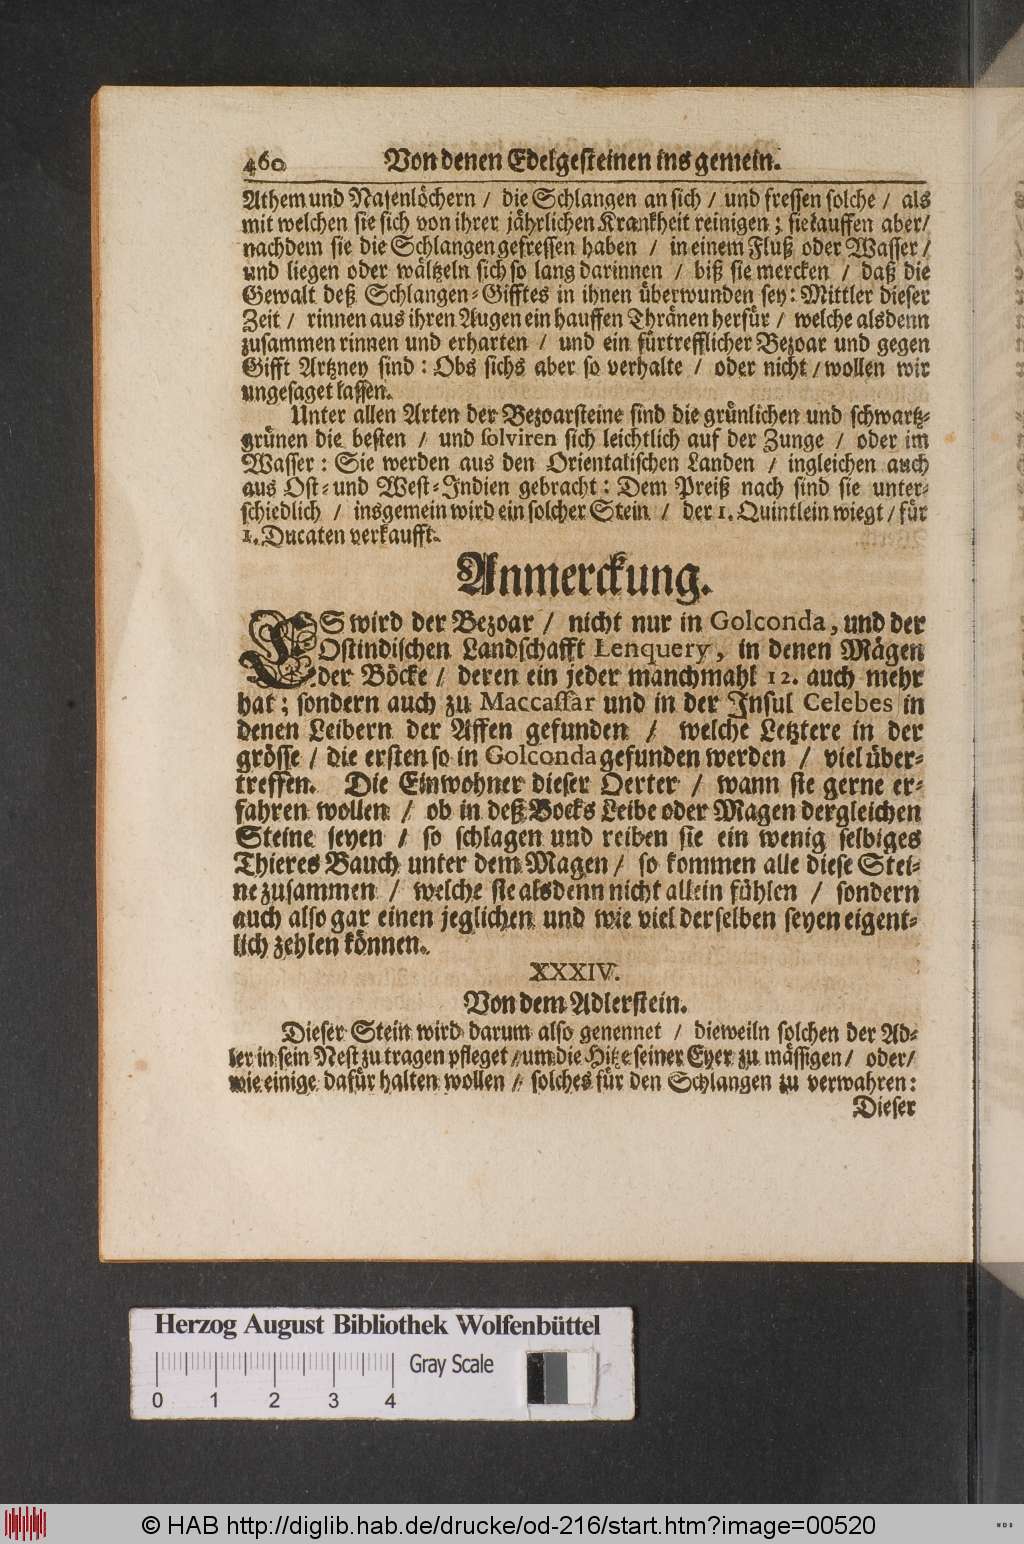 460 Von denen Edelgesteinen ins gemein.
Athem und Nasenlöchern / die Schlangen an sich / und fressen solche / als
mit welchen sie sich von ihrer jährlichen Kranckheit reinigen; sie lauffen aber/
nachdem sie die Schlangen gefressen haben / in einem Fluß oder Wasser /
und liegen oder wältzeln sich so lang darinnen / biß sie mercken / daß die
Gewalt deß Schlangen-Gifftes in ihnen überwunden sey: Mittler dieser
Zeit / rinnen aus ihren Augen ein hauffen Thränen herfür / welche alsdenn
zusammen rinnen und erharten / und ein fürtrefflicher Bezoar und gegen
Gifft Artzney sind: Obs sichs aber so verhalte / oder nicht / wollen wir
ungesaget lassen.
Unter allen Arten der Bezoarsteine sind die grünlichen und schwartz-
grünen die besten / und solviren sich leichtlich auf der Zunge / oder im
Wasser: Sie werden aus den Orientalischen Landen / ingleichen auch
aus Ost- und West-Indien gebracht: Dem Preiß nach sind sie unter-
schiedlich / insgemein wird ein solcher Stein / der 1. Quintlein wiegt / für
1. Ducaten verkaufft.
Anmerckung.
ES wird der Bezoar / nicht nur in Golconda, und der
Ostindischen Landschafft Lenquery, in denen Mägen
der Böcke / deren ein jeder manchmahl 12. auch mehr
hat; sondern auch zu Maccassar und in der Insul Celebes in
denen Leibern der Affen gefunden / welche Letztere in der
grösse / die ersten so in Golconda gefunden werden / viel über-
treffen. Die Einwohner dieser Oerter / wann sie gerne er-
fahren wollen / ob in deß Bocks Leibe oder Magen dergleichen
Steine seyen / so schlagen und reiben sie ein wenig selbiges
Thieres Bauch unter dem Magen / so kommen alle diese Stei-
ne zusammen / welche sie alsdenn nicht allein fühlen / sondern
auch also gar einen jeglichen und wie viel derselben seyen eigent-
lich zehlen können.
XXXIV.
Von dem Adlerstein.
Dieser Stein wird darum also genennet / dieweiln solchen der Ad-
ler in sein Nest zu tragen pfleget / um die Hitze seiner Eyer zu mässigen / oder/
wie einige dafür halten wollen / solches für den Schlangen zu verwahren:
Dieser
Herzog August Bibliothek Wolfenbüttel
Gray Scale
0 1 2 3 4
© HAB http://diglib.hab.de/drucke/od-216/start.htm?image=00520